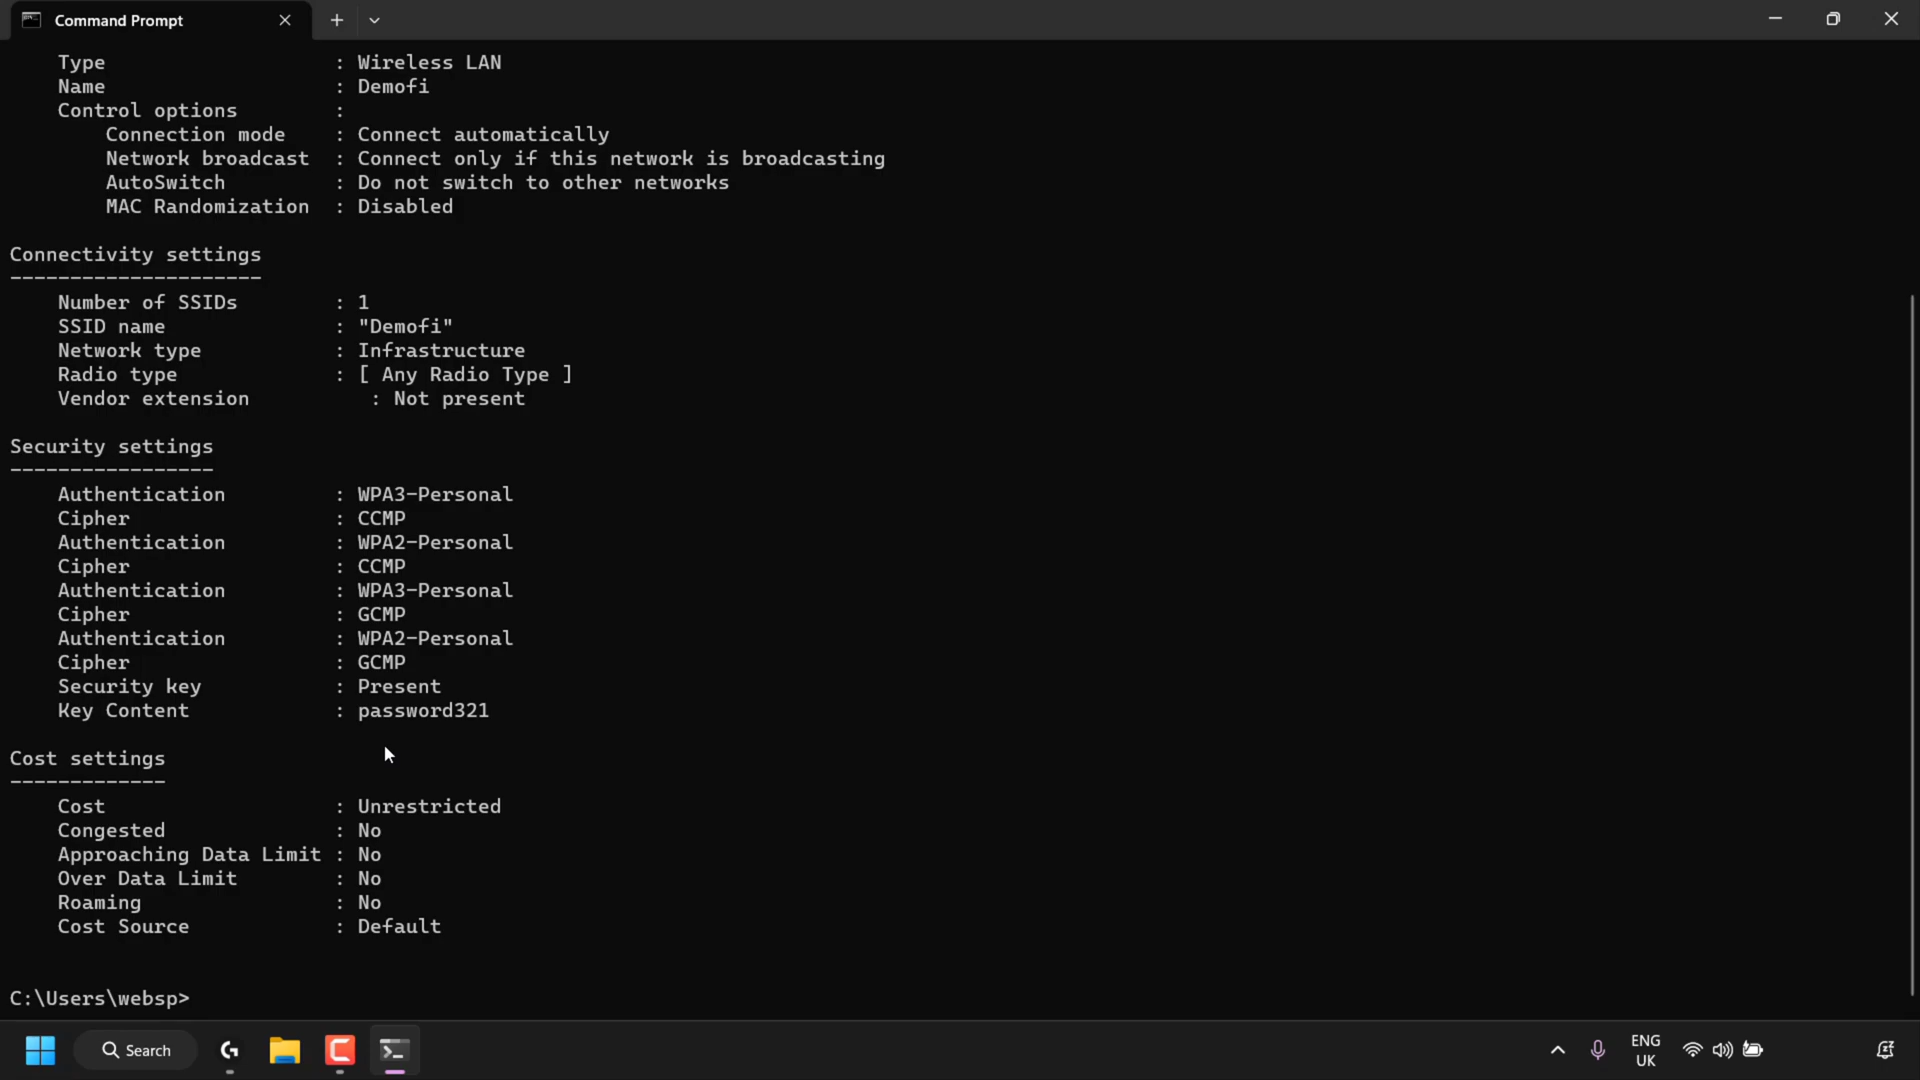 Command Prompt
Type : Wireless LAN
Name : Demofi
Control options :
Connection mode : Connect automatically
Network broadcast : Connect only if this network is broadcasting
AutoSwitch : Do not switch to other networks
MAC Randomization : Disabled
Connectivity settings
---------------------
Number of SSIDs : 1
SSID name : "Demofi"
Network type : Infrastructure
Radio type : [ Any Radio Type ]
Vendor extension : Not present
Security settings
-----------------
Authentication : WPA3-Personal
Cipher : CCMP
Authentication : WPA2-Personal
Cipher : CCMP
Authentication : WPA3-Personal
Cipher : GCMP
Authentication : WPA2-Personal
Cipher : GCMP
Security key : Present
Key Content : password321
Cost settings
-------------
Cost : Unrestricted
Congested : No
Approaching Data Limit : No
Over Data Limit : No
Roaming : No
Cost Source : Default
C:\Users\websp>
Search
ENG
UK